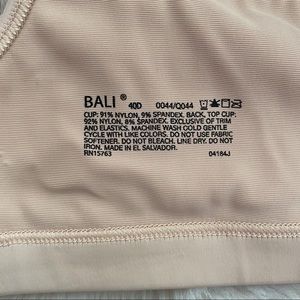 BALI ® 40D 0044/Q044
CUP: 91% NYLON, 9% SPANDEX, BACK, TOP CUP:
92% NYLON, 8% SPANDEX. EXCLUSIVE OF TRIM
AND ELASTICS. MACHINE WASH COLD GENTLE
CYCLE WITH LIKE COLORS. DO NOT USE FABRIC
SOFTENER. DO NOT BLEACH. LINE DRY. DO NOT
IRON. MADE IN EL SALVADOR.
RN15763 04184J